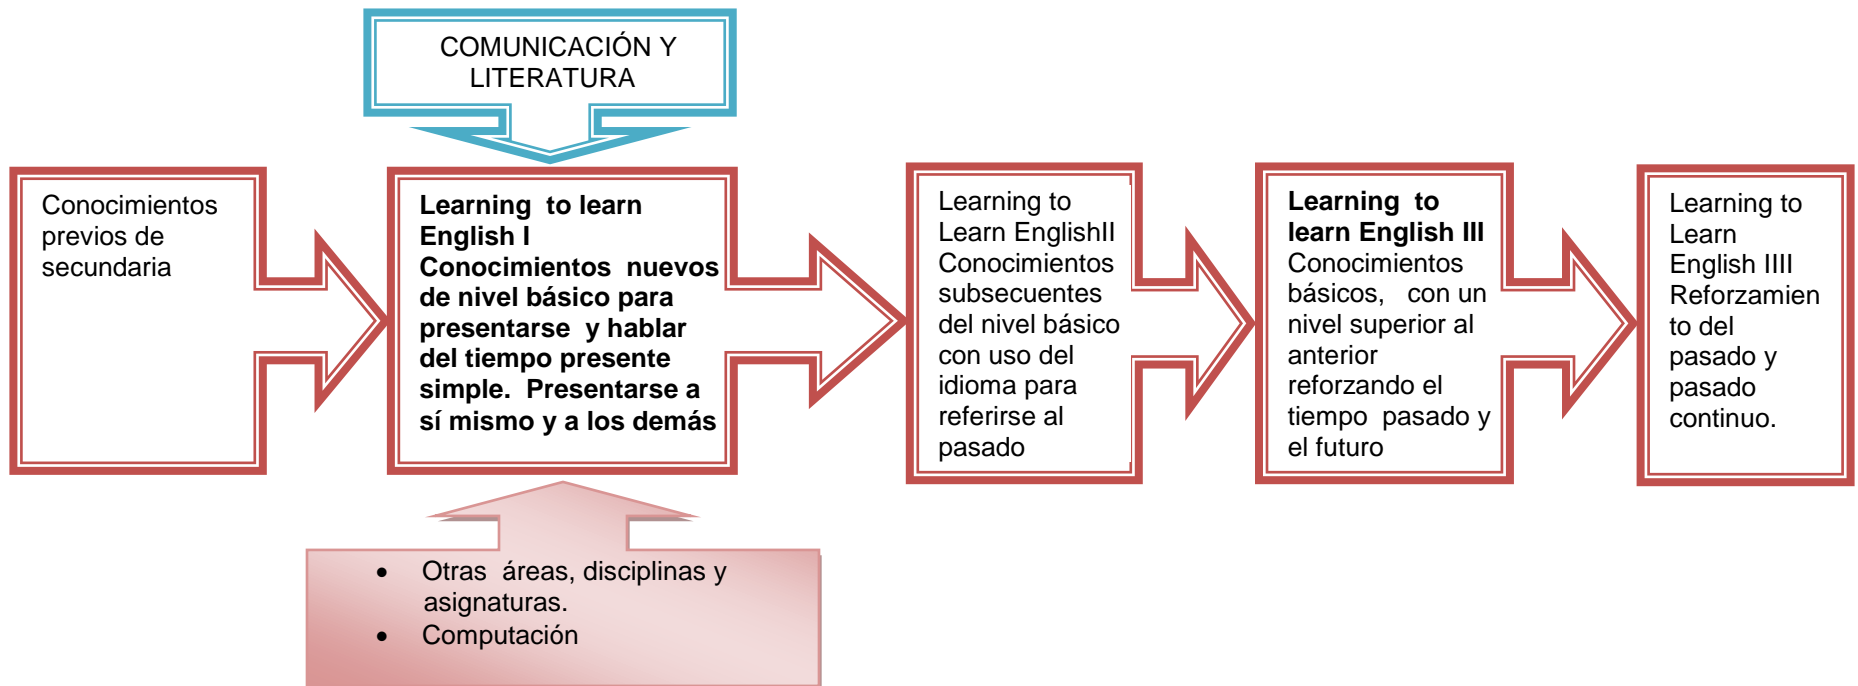 COMUNICACIÓN Y
LITERATURA
Conocimientos
previos de
secundaria
Learning to learn
English I
Conocimientos nuevos
de nivel básico para
presentarse y hablar
del tiempo presente
simple. Presentarse a
sí mismo y a los demás
Learning to
Learn EnglishII
Conocimientos
subsecuentes
del nivel básico
con uso del
idioma para
referirse al
pasado
Learning to
learn English III
Conocimientos
básicos, con un
nivel superior al
anterior
reforzando el
tiempo pasado y
el futuro
Learning to
Learn
English IIII
Reforzamien
to del
pasado y
pasado
continuo.
• Otras áreas, disciplinas y
asignaturas.
• Computación